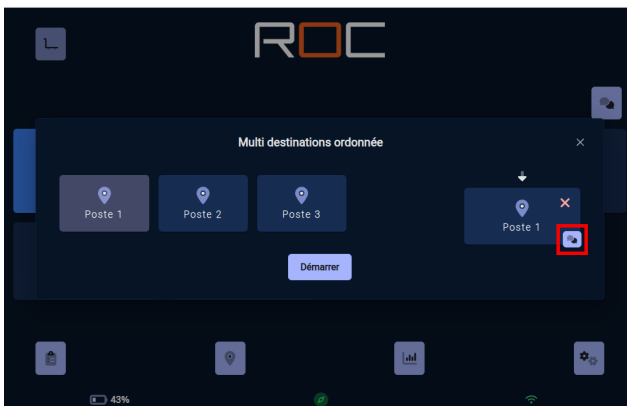 ROC
Multi destinations ordonnée
Poste 1
Poste 2
Poste 3
Poste 1
Démarrer
43%